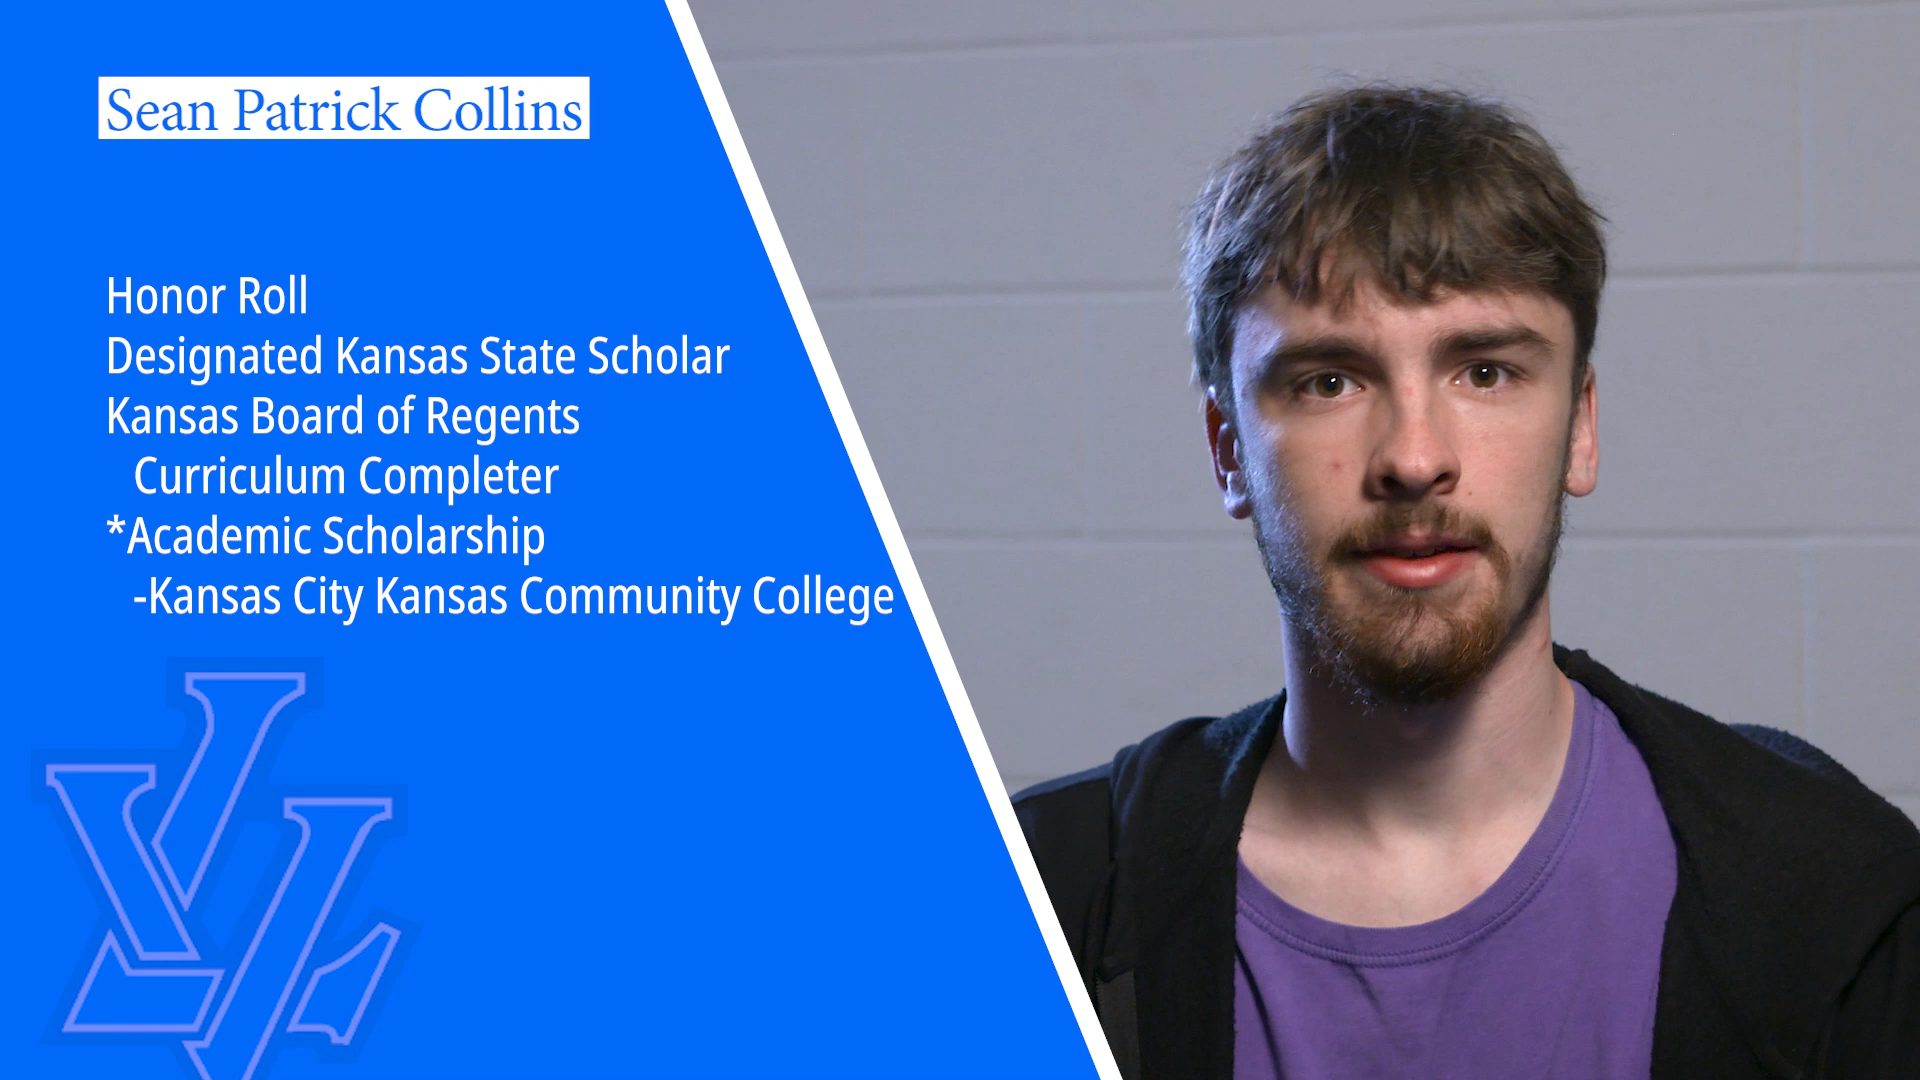 Sean Patrick Collins
Honor Roll
Designated Kansas State Scholar
Kansas Board of Regents
Curriculum Completer
*Academic Scholarship
-Kansas City Kansas Community College